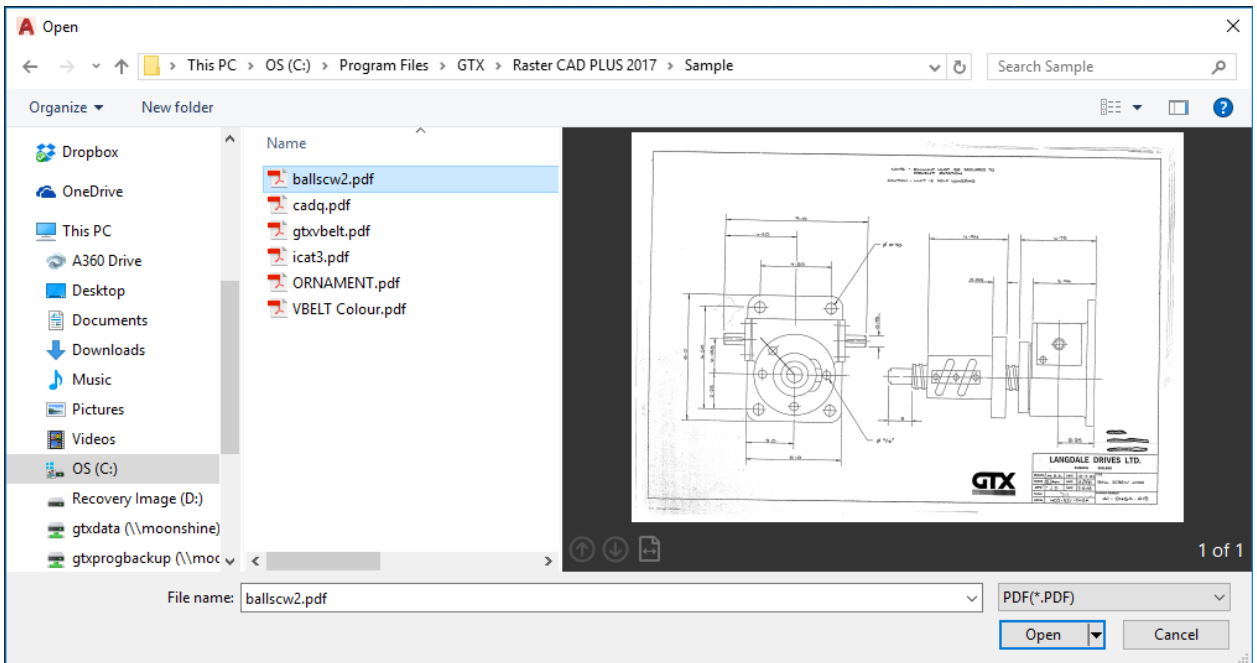 Open
This PC > OS (C:) > Program Files > GTX > Raster CAD PLUS 2017 > Sample
Search Sample
Organize
New folder
Dropbox
OneDrive
This PC
A360 Drive
Desktop
Documents
Downloads
Music
Pictures
Videos
OS (C:)
Recovery Image (D:)
gtxdata (\\moonshine)
gtxprogbackup (\\moc
Name
ballscw2.pdf
cadq.pdf
gtxvbelt.pdf
icat3.pdf
ORNAMENT.pdf
VBELT Colour.pdf
GTX
LANGDALE DRIVES LTD.
1 of 1
File name:
ballscw2.pdf
PDF(*.PDF)
Open
Cancel